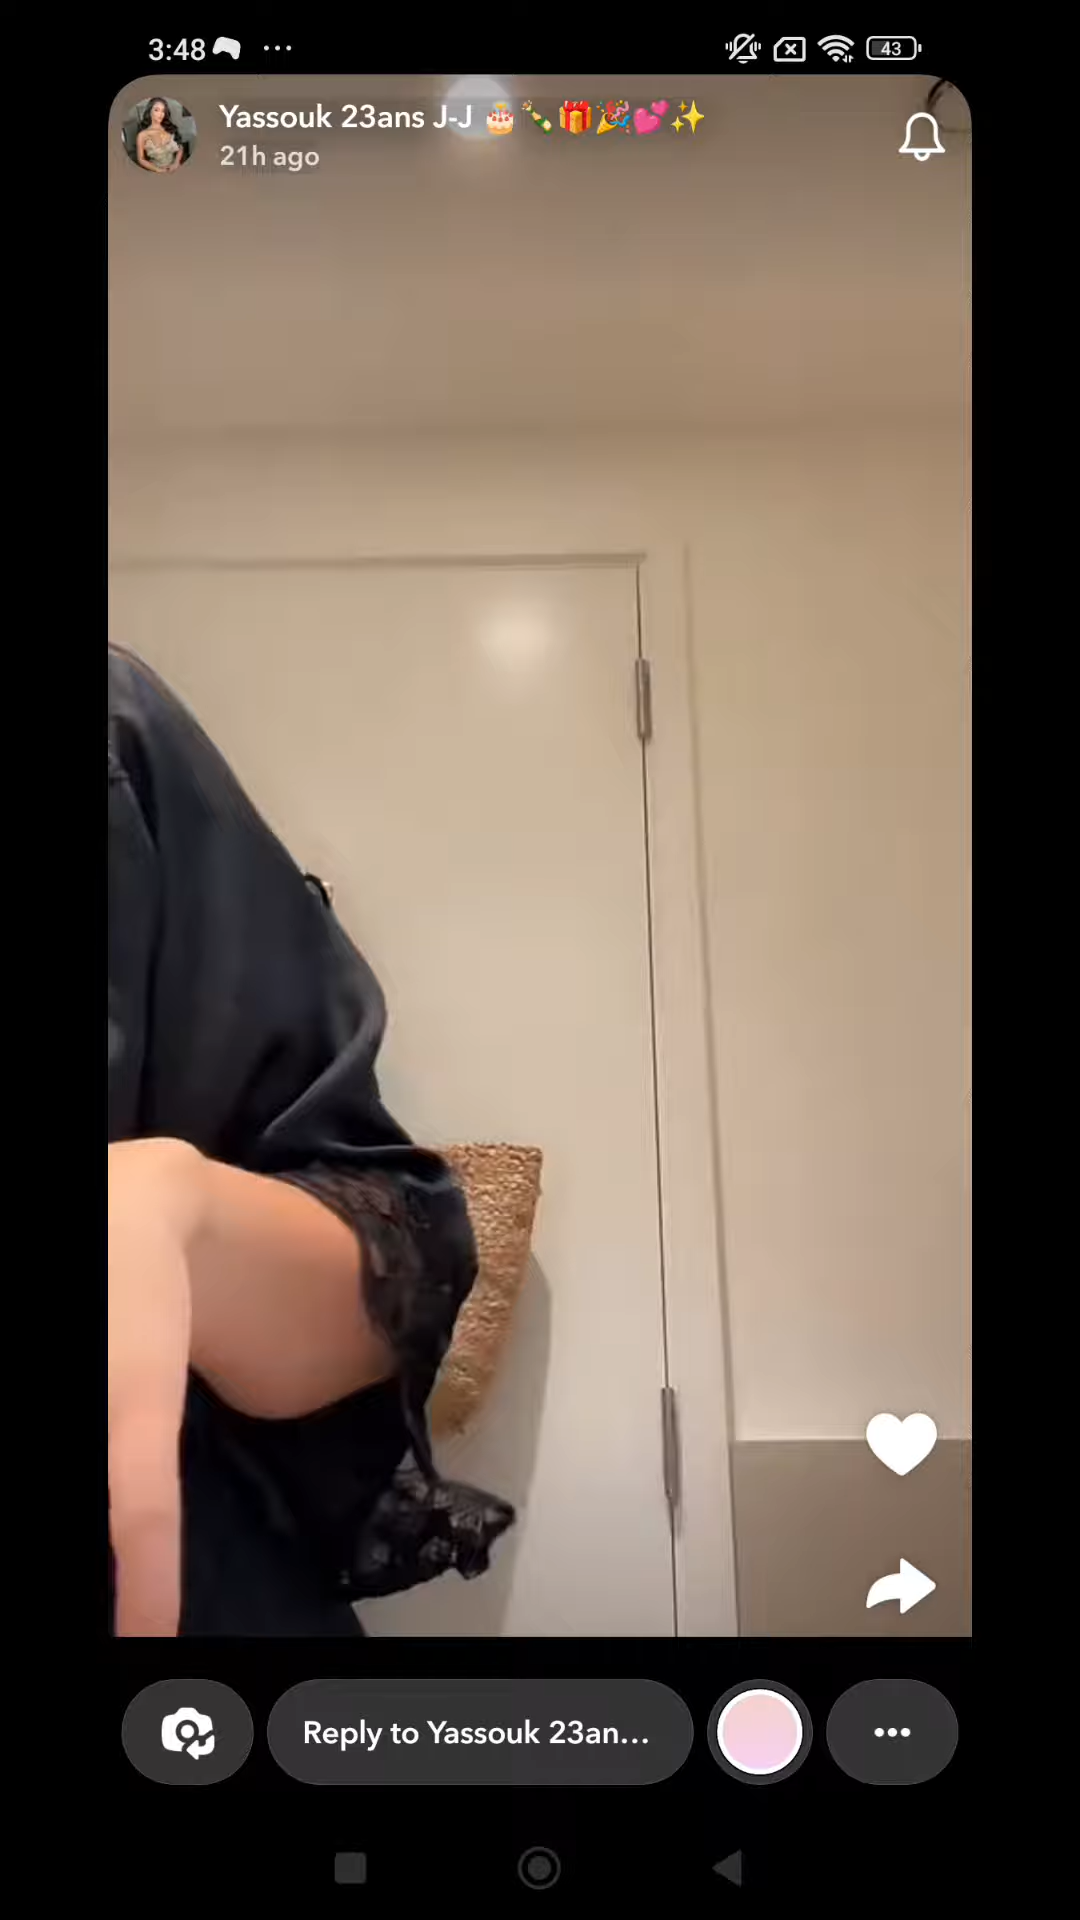 3:48
43
Yassouk 23ans J-J 🎂🍾🎁🎉💕✨
21h ago
Reply to Yassouk 23an...